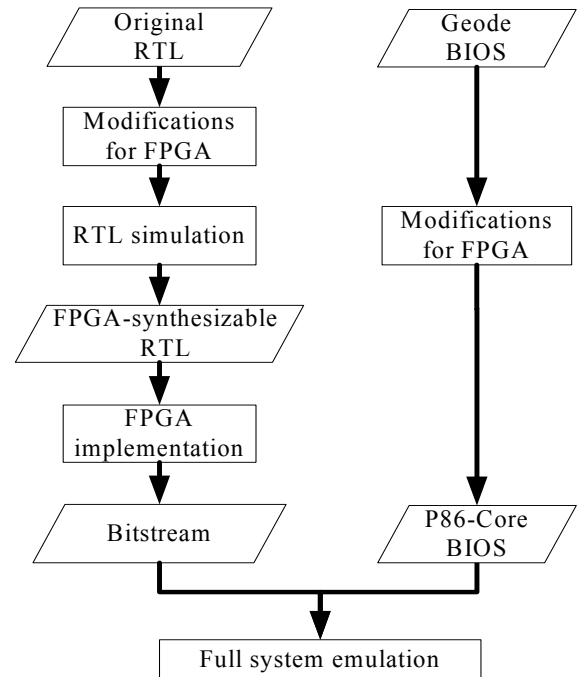 Original
RTL
Geode
BIOS
Modifications
for FPGA
RTL simulation
Modifications
for FPGA
FPGA-synthesizable
RTL
FPGA
implementation
Bitstream
P86-Core
BIOS
Full system emulation